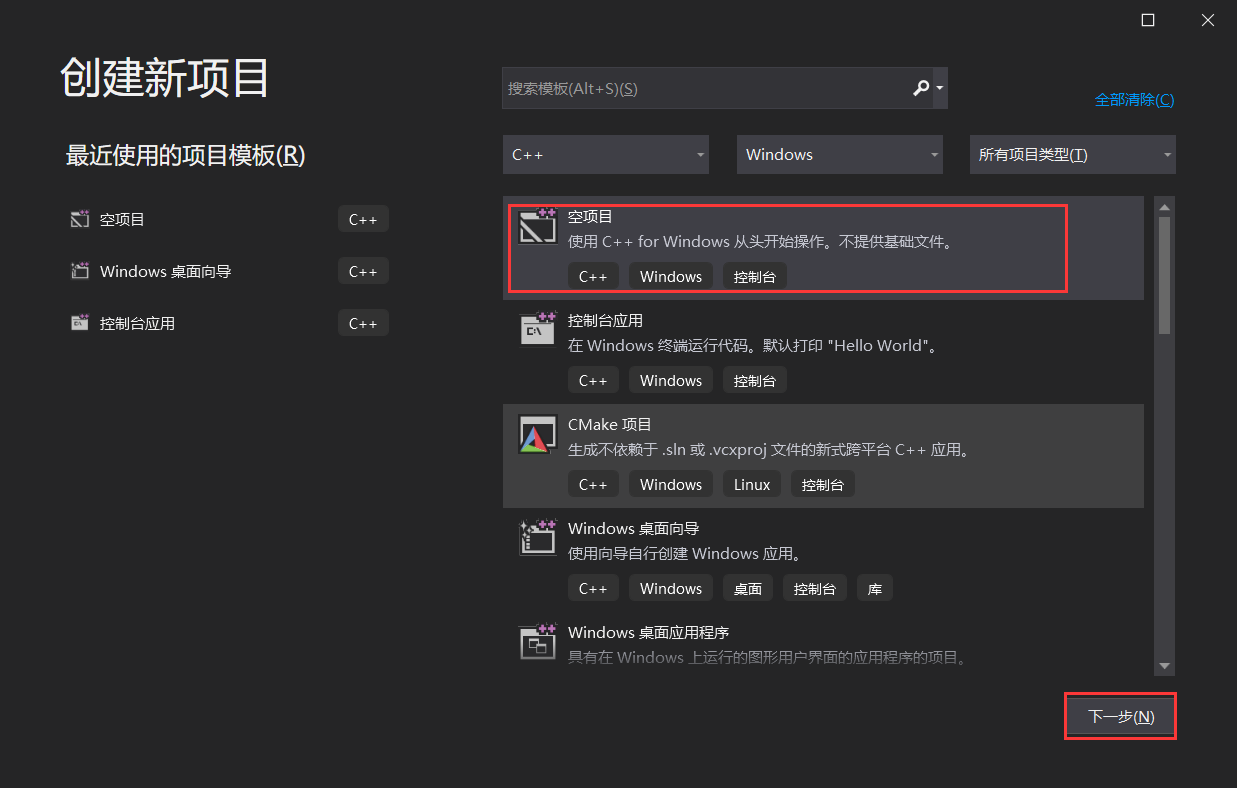 创建新项目
最近使用的项目模板(R)
空项目 C++
Windows 桌面向导 C++
控制台应用 C++
搜索模板(Alt+S)(S)
全部清除(C)
C++ Windows 所有项目类型(T)
空项目
使用 C++ for Windows 从头开始操作。不提供基础文件。
C++ Windows 控制台
控制台应用
在 Windows 终端运行代码。默认打印 "Hello World"。
C++ Windows 控制台
CMake 项目
生成不依赖于 .sln 或 .vcxproj 文件的新式跨平台 C++ 应用。
C++ Windows Linux 控制台
Windows 桌面向导
使用向导自行创建 Windows 应用。
C++ Windows 桌面 控制台 库
Windows 桌面应用程序
具有在 Windows 上运行的图形用户界面的应用程序的项目。
下一步(N)